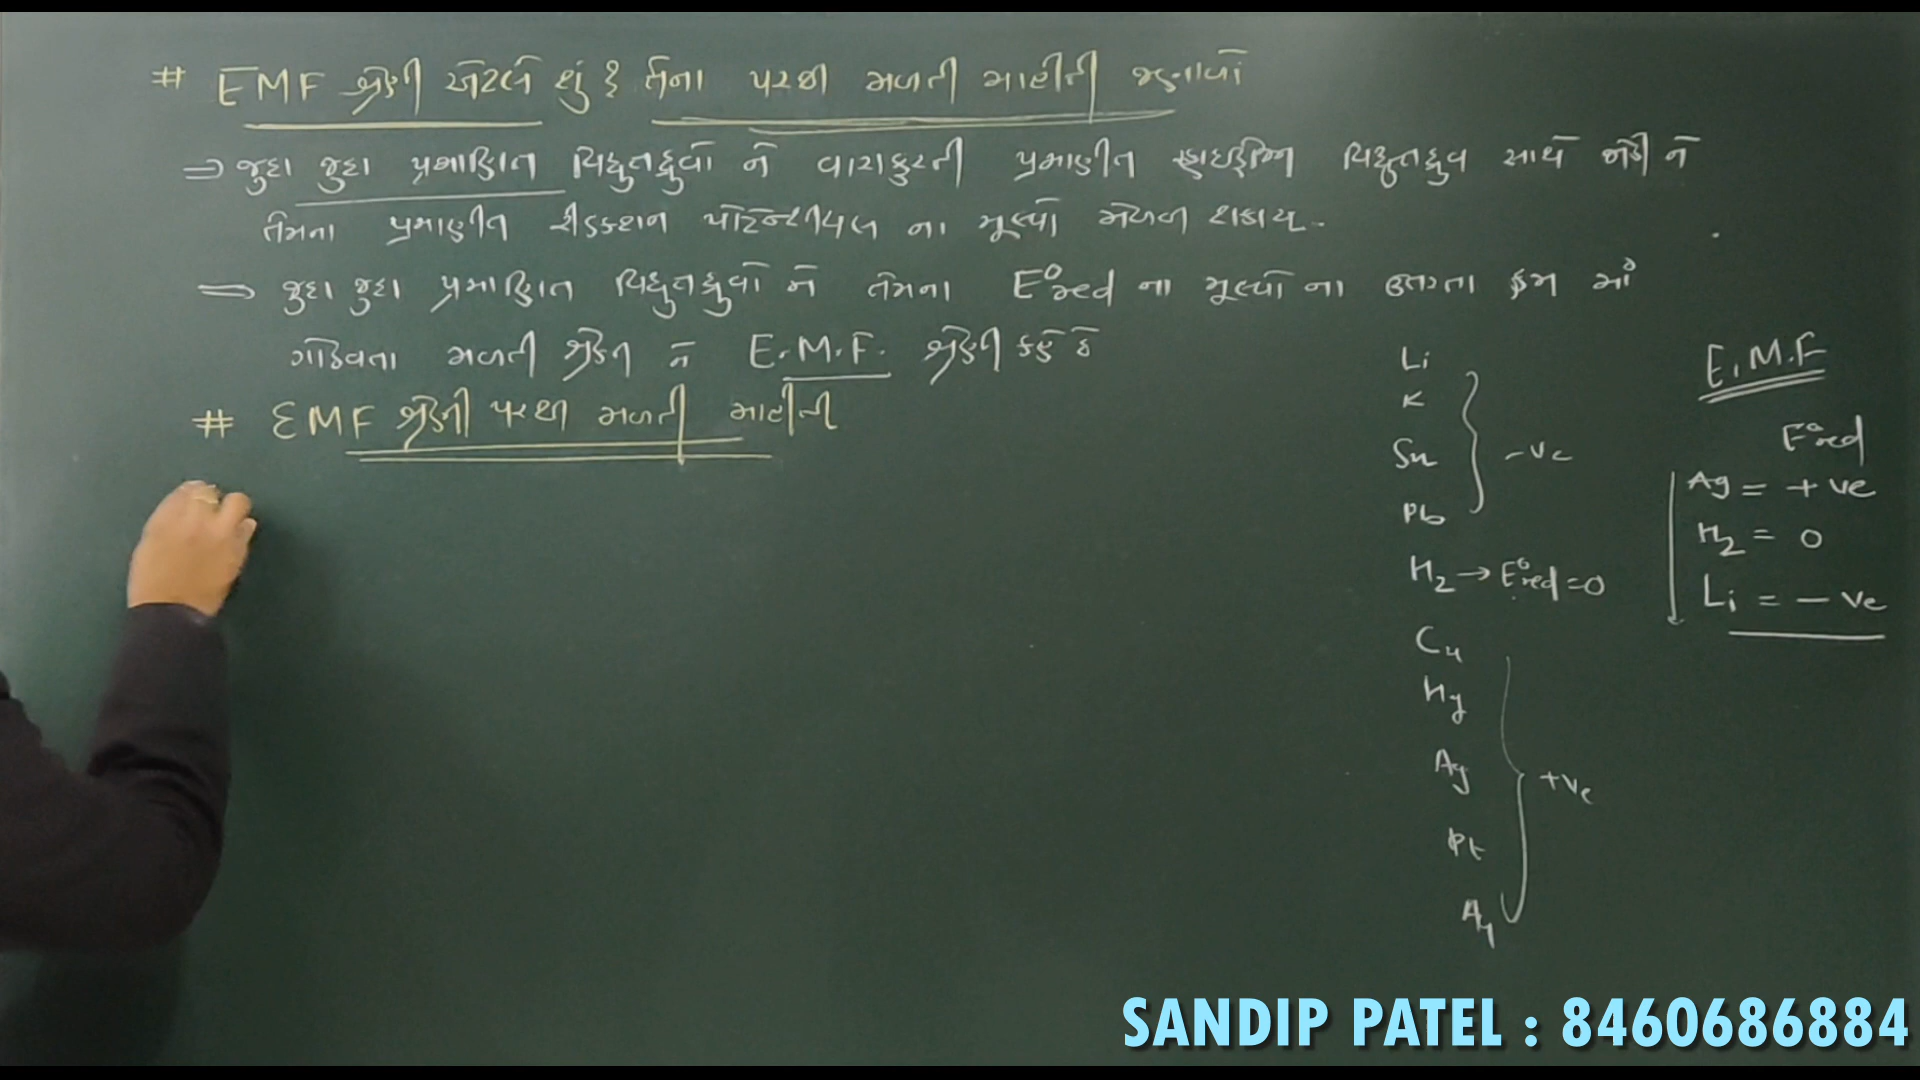 # EMF શ્રેણી એટલે શું ? તેના પરથી મળતી માહીતી જણાવો
⇒ જુદા જુદા પ્રમાણિત વિદ્યુતધ્રુવો ને વારાફરતી પ્રમાણીત હાઇડ્રોજન વિદ્યુતધ્રુવ સાથે જોડી ને
તેમના પ્રમાણીત રીડક્શન પોટેન્શીયલ ના મૂલ્યો મેળવી શકાય.
⇒ જુદા જુદા પ્રમાણિત વિદ્યુતધ્રુવો ને તેમના E°red ના મૂલ્યો ના ઉતરતા ક્રમ માં
ગોઠવતા મળતી શ્રેણી ને E.M.F. શ્રેણી કહે છે
# EMF શ્રેણી પરથી મળતી માહીતી
Li
K
Sn
Pb
-ve
H2 → E°red = 0
Cu
Hg
Ag
Pt
+ve
E.M.F
E°red
Ag = +ve
H2 = 0
Li = -ve
SANDIP PATEL : 8460686884